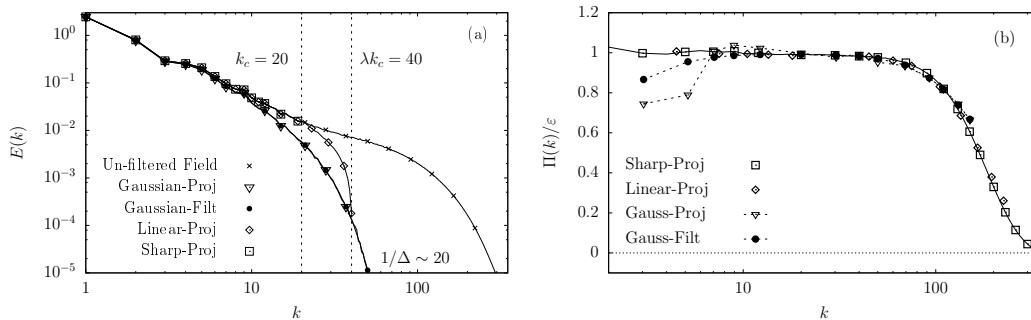 (a)
k_c = 20
λk_c = 40
E(k)
10^0
10^-1
10^-2
10^-3
10^-4
10^-5
Un-filtered Field
Gaussian-Proj
Gaussian-Filt
Linear-Proj
Sharp-Proj
1/Δ ∼ 20
1
10
100
k
(b)
Π(k)/ε
1.2
1
0.8
0.6
0.4
0.2
0
Sharp-Proj
Linear-Proj
Gauss-Proj
Gauss-Filt
10
100
k